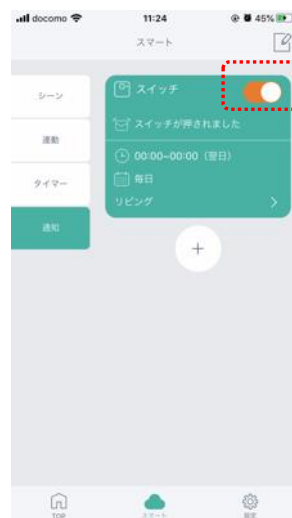 docomo 11:24 45%
スマート
シーン
連動
タイマー
通知
スイッチ
スイッチが押されました
00:00~00:00（翌日）
毎日
リビング
+
TOP
スマート
設定